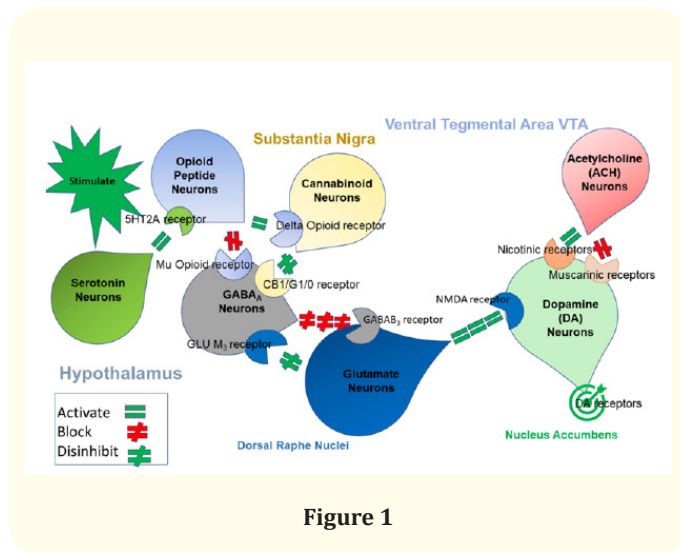 Ventral Tegmental Area VTA
Substantia Nigra
Stimulate
Opioid
Peptide
Neurons
Cannabinoid
Neurons
Acetylcholine
(ACH)
Neurons
5HT2A receptor
Delta Opioid receptor
Nicotinic receptors
Muscarinic receptors
Mu Opioid receptor
CB1/G1/0 receptor
Serotonin
Neurons
GABAA
Neurons
NMDA receptor
Dopamine
(DA)
Neurons
GABAB3 receptor
GLU M3 receptor
Glutamate
Neurons
Hypothalamus
DA receptors
Activate
Block
Disinhibit
Dorsal Raphe Nuclei
Nucleus Accumbens
Figure 1